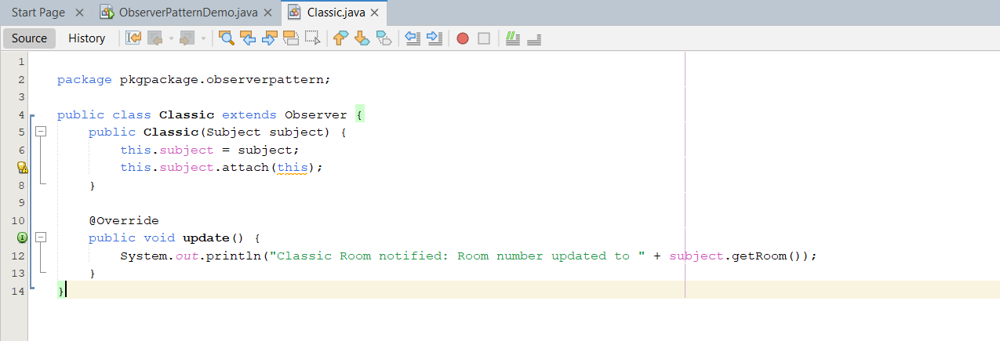 Start Page ObserverPatternDemo.java Classic.java
Source History
1
2 package pkgpackage.observerpattern;
3
4 public class Classic extends Observer {
5     public Classic(Subject subject) {
6         this.subject = subject;
        this.subject.attach(this);
8     }
9
10     @Override
    public void update() {
12         System.out.println("Classic Room notified: Room number updated to " + subject.getRoom());
13     }
14 }